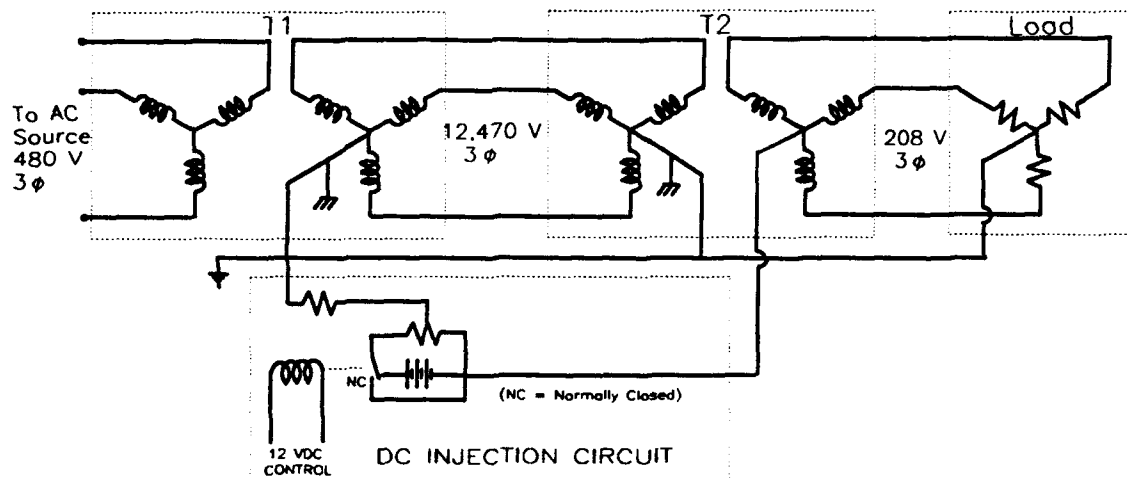 T1
T2
Load
To AC
Source
480 V
3φ
12,470 V
3φ
208 V
3φ
NC
(NC = Normally Closed)
12 VDC
CONTROL
DC INJECTION CIRCUIT